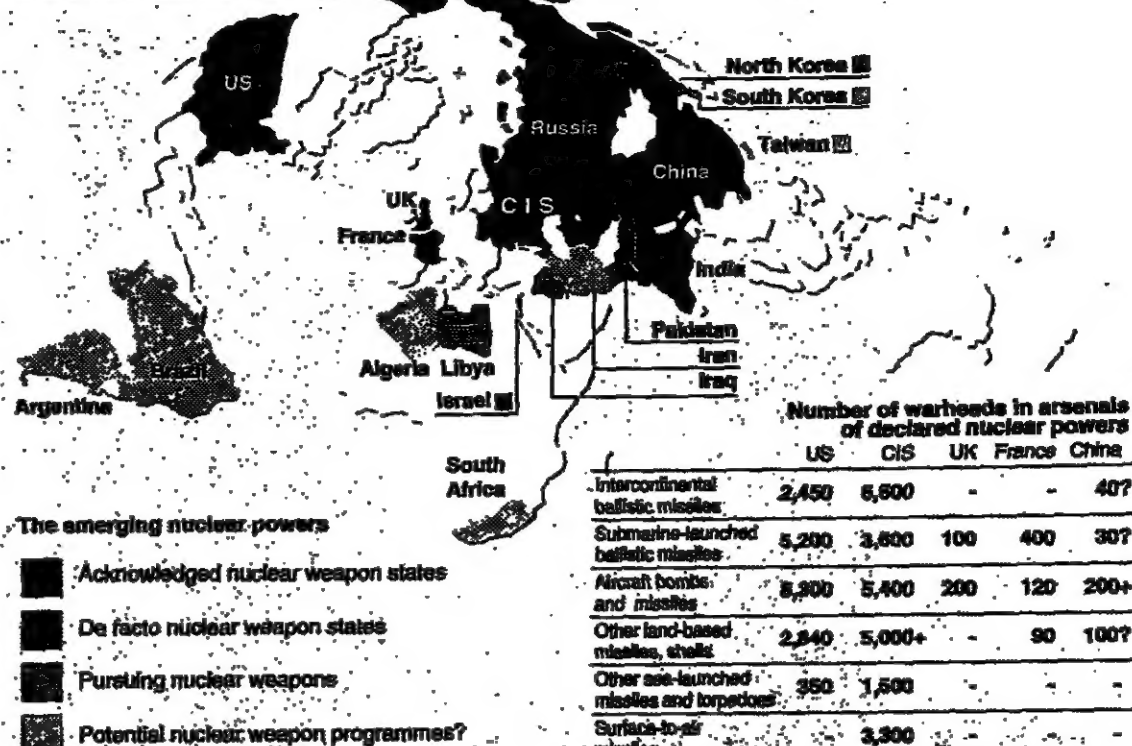 US
Russia
CIS
China
North Korea
South Korea
Taiwan
UK
France
India
Pakistan
Iran
Iraq
Algeria Libya
Israel
Brazil
Argentina
South
Africa
The emerging nuclear powers
Acknowledged nuclear weapon states
De facto nuclear weapon states
Pursuing nuclear weapons
Potential nuclear weapon programmes?
Number of warheads in arsenals
of declared nuclear powers
US CIS UK France China
Intercontinental
ballistic missiles 2,450 - - 40?
Submarine-launched
ballistic missiles 5,200 3,600 100 400 30?
Aircraft bombs
and missiles 5,400 200 120 200+
Other land-based
missiles, shells 2,840 5,000+ - 90 100?
Other sea-launched
missiles and torpedoes 350 1,500 - - -
Surface-to-air
3,300 - - -